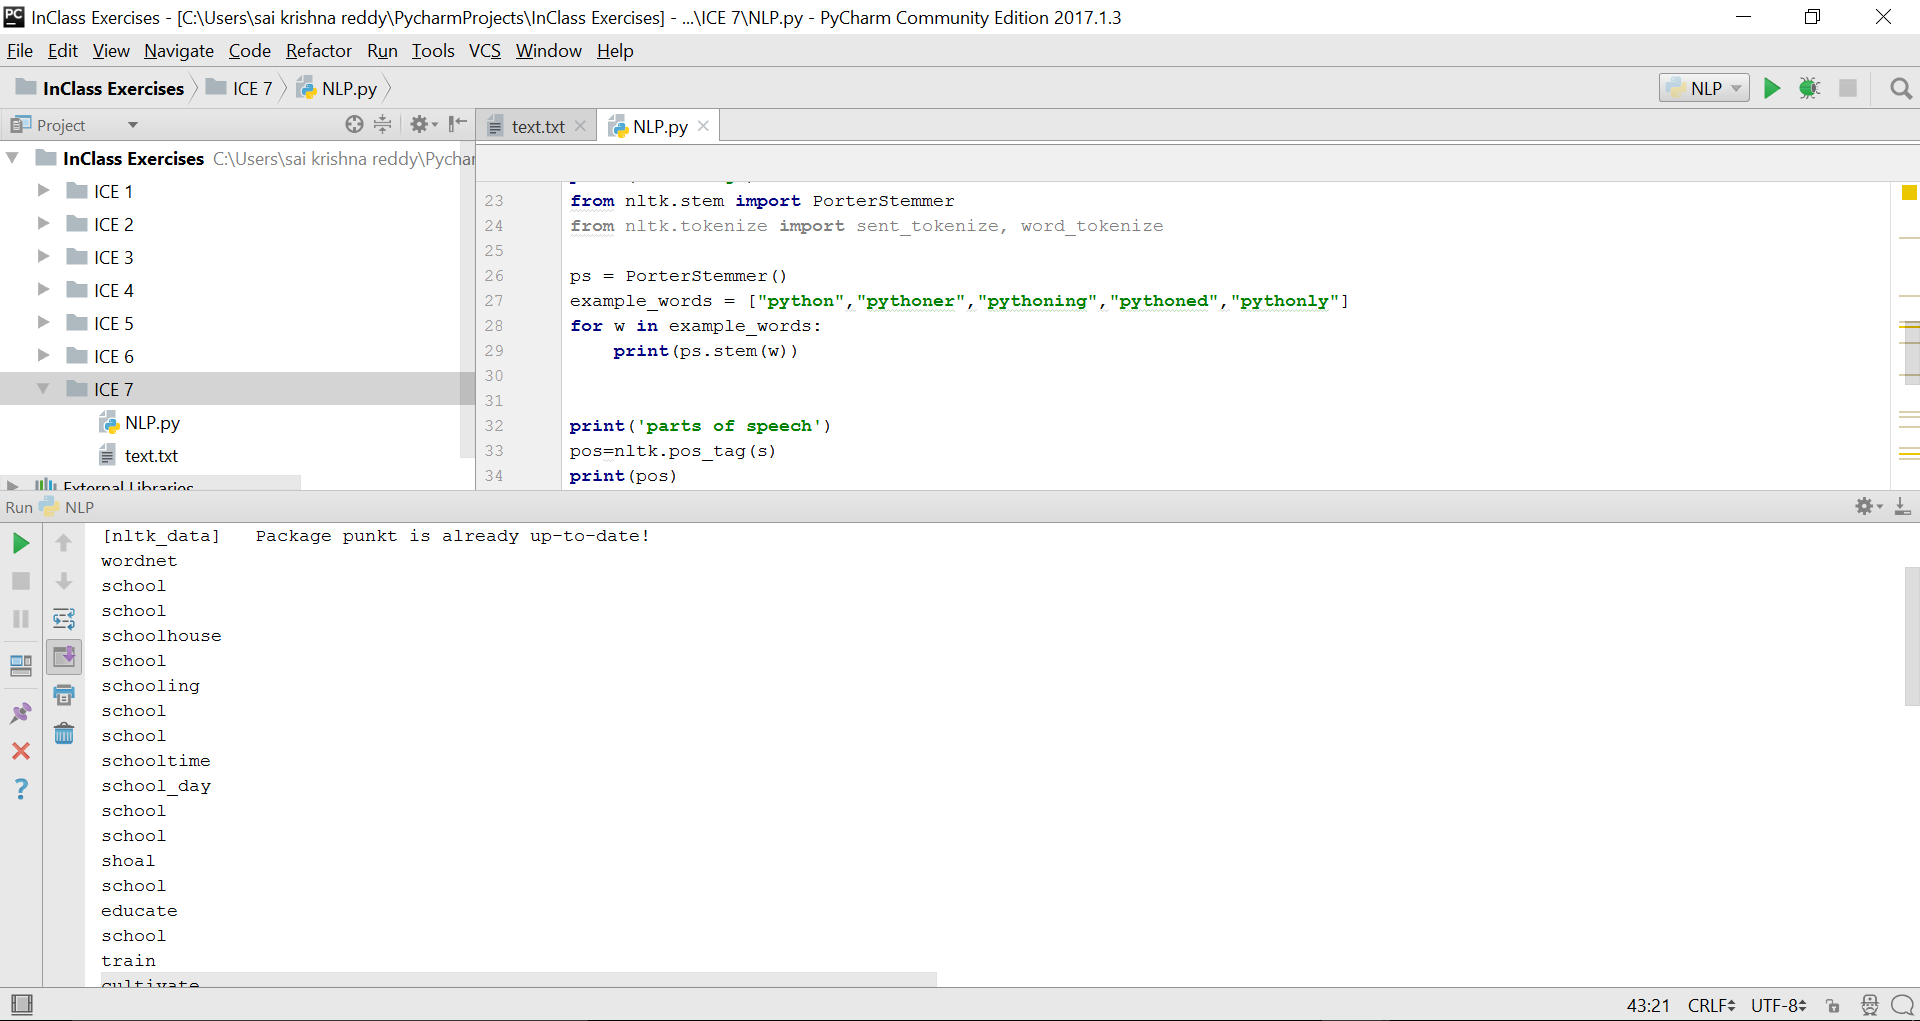 PC InClass Exercises - [C:\Users\sai krishna reddy\PycharmProjects\InClass Exercises] - ...\ICE 7\NLP.py - PyCharm Community Edition 2017.1.3
File Edit View Navigate Code Refactor Run Tools VCS Window Help
InClass Exercises ICE 7 NLP.py NLP
Project text.txt NLP.py
InClass Exercises C:\Users\sai krishna reddy\Pychar
ICE 1
ICE 2
ICE 3
ICE 4
ICE 5
ICE 6
ICE 7
NLP.py
text.txt
External Libraries
23 from nltk.stem import PorterStemmer
24 from nltk.tokenize import sent_tokenize, word_tokenize
25
26 ps = PorterStemmer()
27 example_words = ["python","pythoner","pythoning","pythoned","pythonly"]
28 for w in example_words:
29 print(ps.stem(w))
30
31
32 print('parts of speech')
33 pos=nltk.pos_tag(s)
34 print(pos)
Run NLP
[nltk_data] Package punkt is already up-to-date!
wordnet
school
school
schoolhouse
school
schooling
school
school
schooltime
school_day
school
school
shoal
school
educate
school
train
cultivate
43:21 CRLF UTF-8